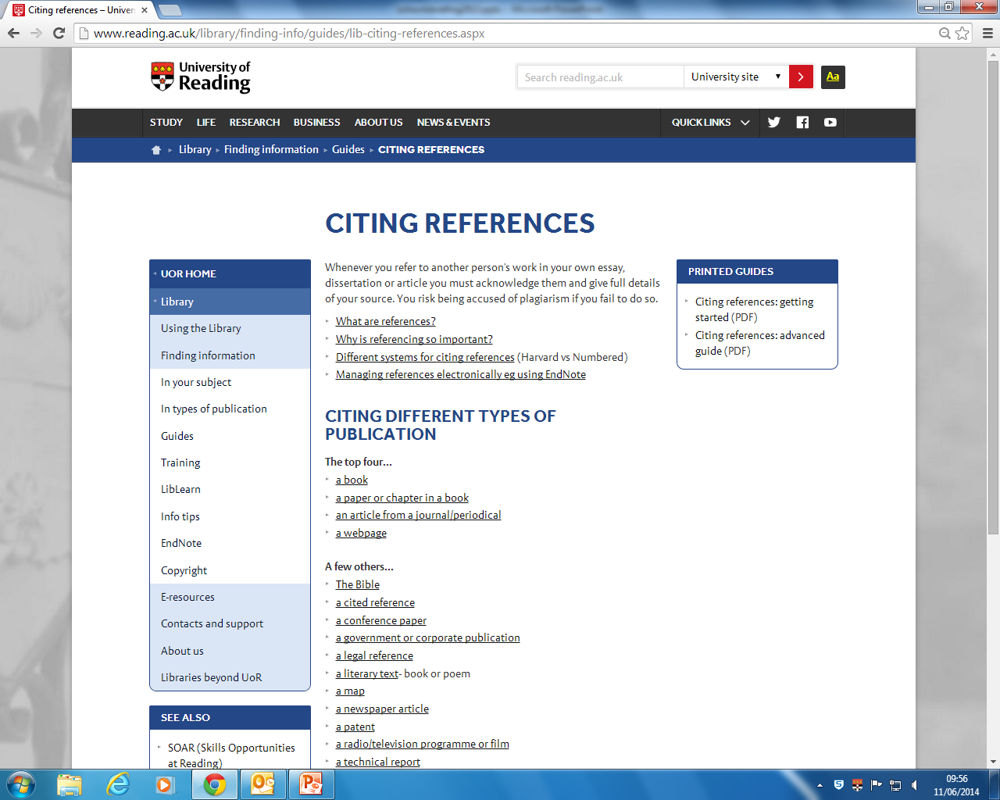 Citing references – Univers
www.reading.ac.uk/library/finding-info/guides/lib-citing-references.aspx
University of
Reading
Search reading.ac.uk
University site
Aa
STUDY LIFE RESEARCH BUSINESS ABOUT US NEWS & EVENTS QUICK LINKS
Library Finding information Guides CITING REFERENCES
CITING REFERENCES
UOR HOME
Library
Using the Library
Finding information
In your subject
In types of publication
Guides
Training
LibLearn
Info tips
EndNote
Copyright
E-resources
Contacts and support
About us
Libraries beyond UoR
SEE ALSO
SOAR (Skills Opportunities
at Reading)
Whenever you refer to another person's work in your own essay,
dissertation or article you must acknowledge them and give full details
of your source. You risk being accused of plagiarism if you fail to do so.
What are references?
Why is referencing so important?
Different systems for citing references (Harvard vs Numbered)
Managing references electronically eg using EndNote
CITING DIFFERENT TYPES OF
PUBLICATION
The top four...
a book
a paper or chapter in a book
an article from a journal/periodical
a webpage
A few others...
The Bible
a cited reference
a conference paper
a government or corporate publication
a legal reference
a literary text- book or poem
a map
a newspaper article
a patent
a radio/television programme or film
a technical report
PRINTED GUIDES
Citing references: getting
started (PDF)
Citing references: advanced
guide (PDF)
09:56
11/06/2014